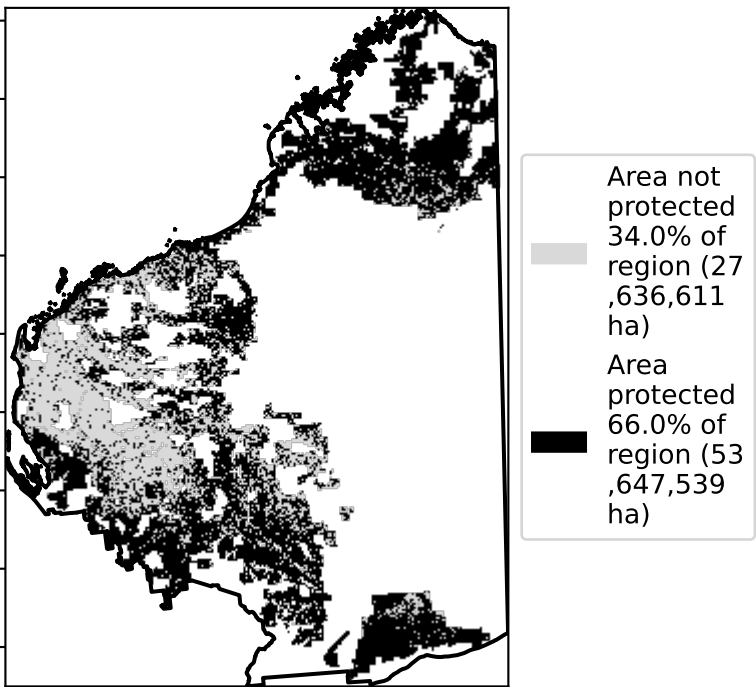 Area not
protected
34.0% of
region (27
,636,611
ha)
Area
protected
66.0% of
region (53
,647,539
ha)